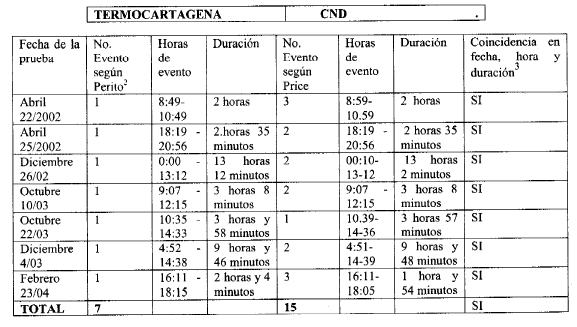 TERMOCARTAGENA CND .
Fecha de la prueba No. Evento según Perito2 Horas de evento Duración No. Evento según Price Horas de evento Duración Coincidencia en fecha, hora y duración3
Abril 22/2002 1 8:49-10:49 2 horas 3 8:59-10.59 2 horas SI
Abril 25/2002 1 18:19 - 20:56 2.horas 35 minutos 2 18:19 - 20:56 2 horas 35 minutos SI
Diciembre 26/02 1 0:00 - 13:12 13 horas 12 minutos 2 00:10-13-12 13 horas 2 minutos SI
Octubre 10/03 1 9:07 - 12:15 3 horas 8 minutos 2 9:07 - 12:15 3 horas 8 minutos SI
Octubre 22/03 1 10:35 - 14:33 3 horas y 58 minutos 1 10.39-14-36 3 horas 57 minutos SI
Diciembre 4/03 1 4:52 - 14:38 9 horas y 46 minutos 2 4:51-14-39 9 horas y 48 minutos SI
Febrero 23/04 1 16:11 - 18:15 2 horas y 4 minutos 3 16:11-18:05 1 hora y 54 minutos SI
TOTAL 7 15 SI